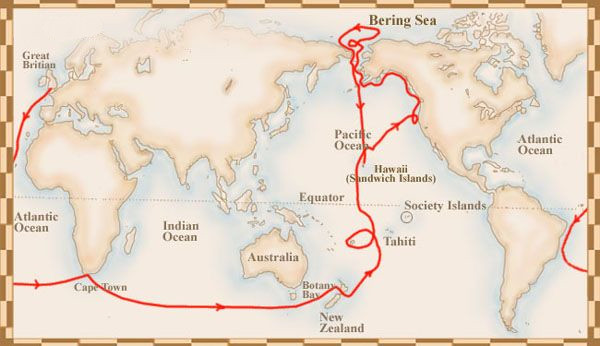 Bering Sea
Great
Britian
Pacific
Ocean
Atlantic
Ocean
Hawaii
(Sandwich Islands)
Equator
Society Islands
Atlantic
Ocean
Indian
Ocean
Tahiti
Australia
Cape Town
Botany
Bay
New
Zealand